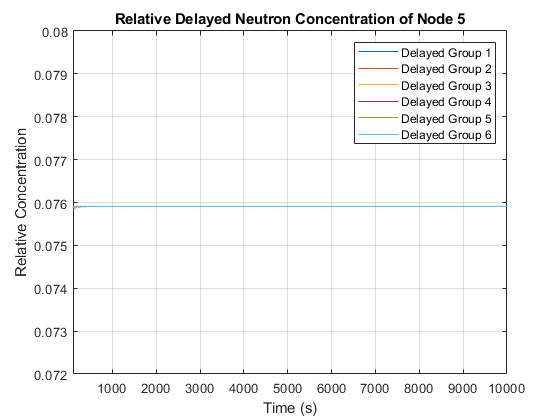 Relative Delayed Neutron Concentration of Node 5
0.08
0.079
0.078
0.077
0.076
0.075
0.074
0.073
0.072
Relative Concentration
Delayed Group 1
Delayed Group 2
Delayed Group 3
Delayed Group 4
Delayed Group 5
Delayed Group 6
1000 2000 3000 4000 5000 6000 7000 8000 9000 10000
Time (s)